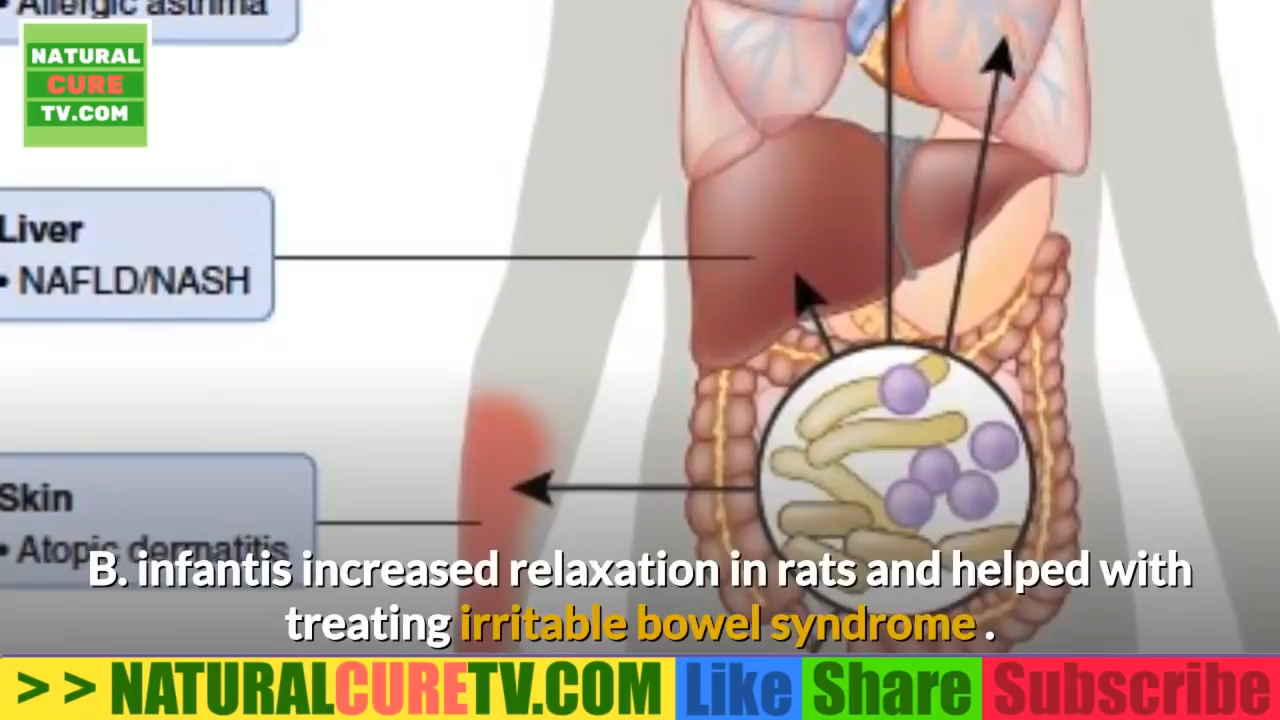 • Allergic asthma
NATURAL
CURE
TV.COM
Liver
• NAFLD/NASH
Skin
• Atopic dermatitis
B. infantis increased relaxation in rats and helped with
treating irritable bowel syndrome .
> > NATURALCURETV.COM Like Share Subscribe